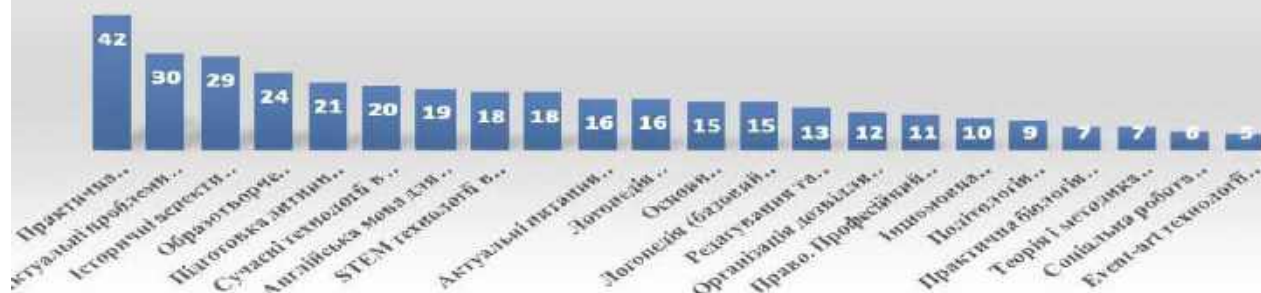 42
30
29
24
21
20
19
18
18
16
16
15
15
13
12
11
10
9
7
7
6
5
Практична..
Актуальні проблеми..
Історичні аспекти..
Образотворче..
Підготовка дитини..
Сучасні технології в..
Англійська мова для..
STEM технології в..
Актуальні питання..
Логопедія..
Основи..
Логопедія (базовий..
Редагування та..
Організація дозвілля..
Право. Професійний..
Іншомовна..
Політологія..
Практична біологія..
Теорія і методика..
Соціальна робота..
Event-art технології..